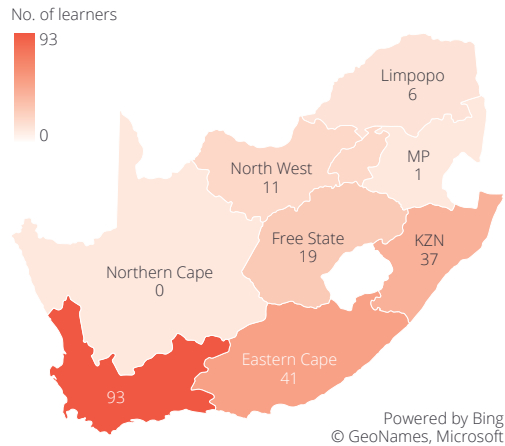 No. of learners
93
0
Limpopo
6
MP
1
North West
11
Free State
19
KZN
37
Northern Cape
0
Eastern Cape
41
93
Powered by Bing
© GeoNames, Microsoft